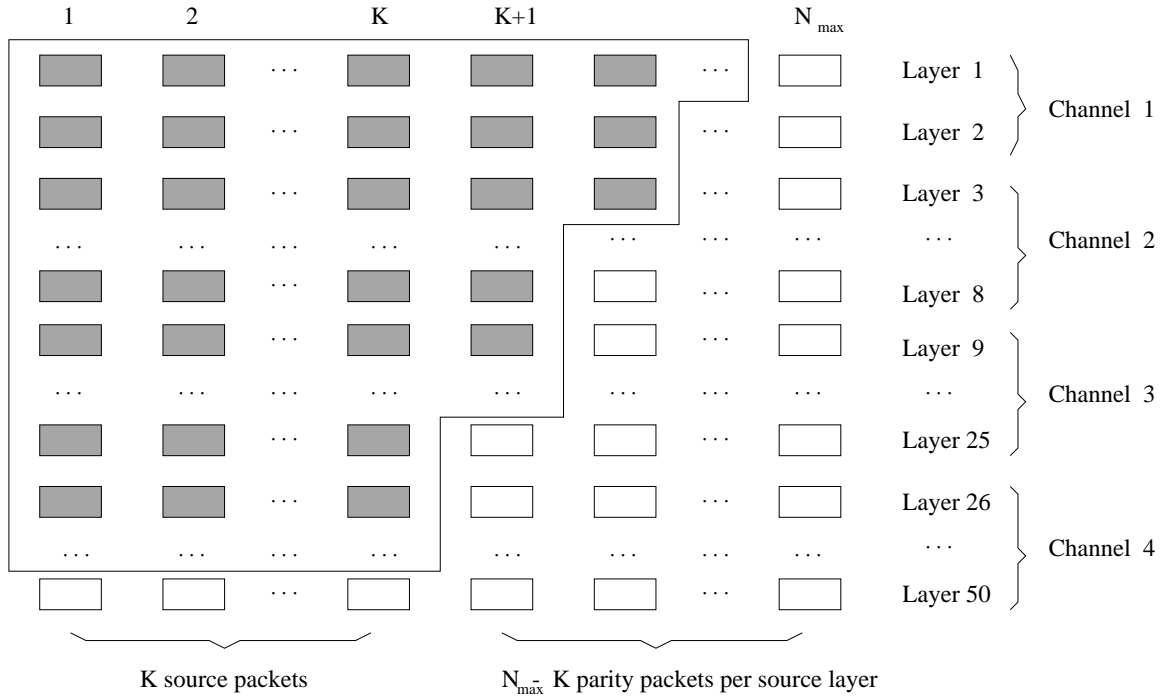 1 2 K K+1 N max
... ... Layer 1
Channel 1
... ... Layer 2
... ... Layer 3
... ... ... ... ... ... ... ... ...
Channel 2
... ... Layer 8
... ... Layer 9
... ... ... ... ... ... ... ... ...
Channel 3
... ... Layer 25
... ... Layer 26
... ... ... ... ... ... ... ... ...
Channel 4
... ... Layer 50
K source packets
N max - K parity packets per source layer